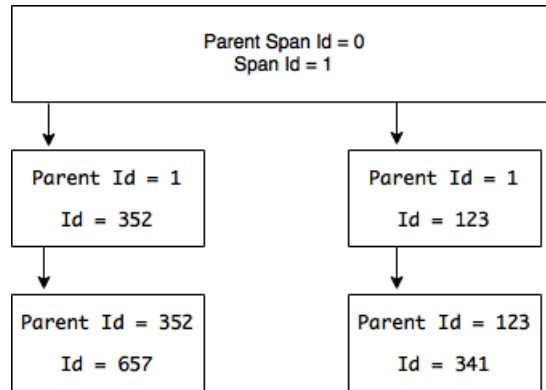 Parent Span Id = 0
Span Id = 1
Parent Id = 1
Id = 352
Parent Id = 1
Id = 123
Parent Id = 352
Id = 657
Parent Id = 123
Id = 341